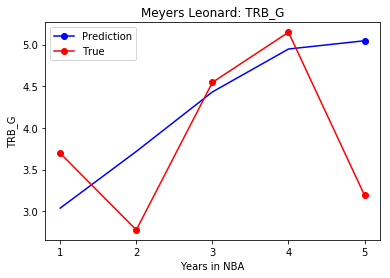 Meyers Leonard: TRB_G
Prediction
True
TRB_G
5.0
4.5
4.0
3.5
3.0
1 2 3 4 5
Years in NBA